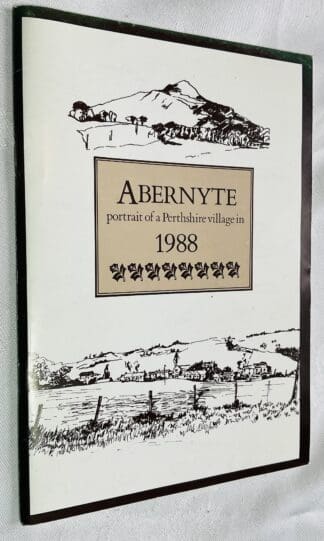 ABERNYTE
portrait of a Perthshire village in
1988